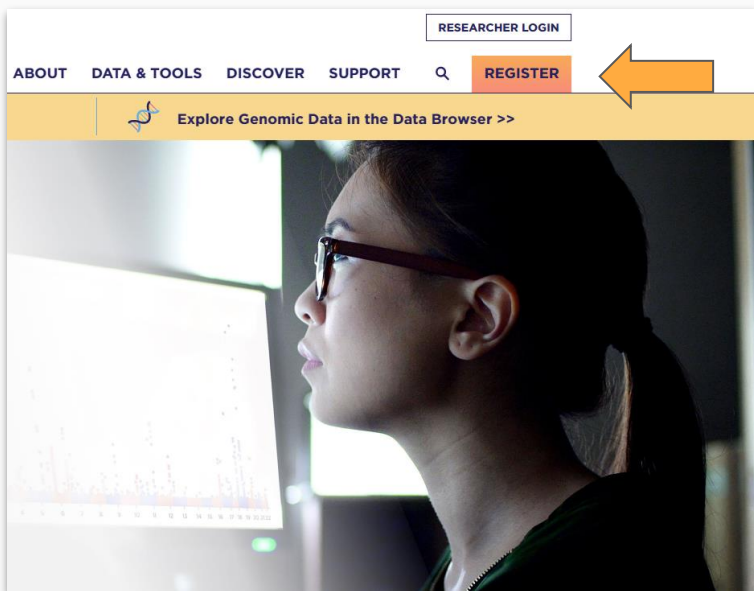 RESEARCHER LOGIN
ABOUT DATA & TOOLS DISCOVER SUPPORT REGISTER
Explore Genomic Data in the Data Browser >>